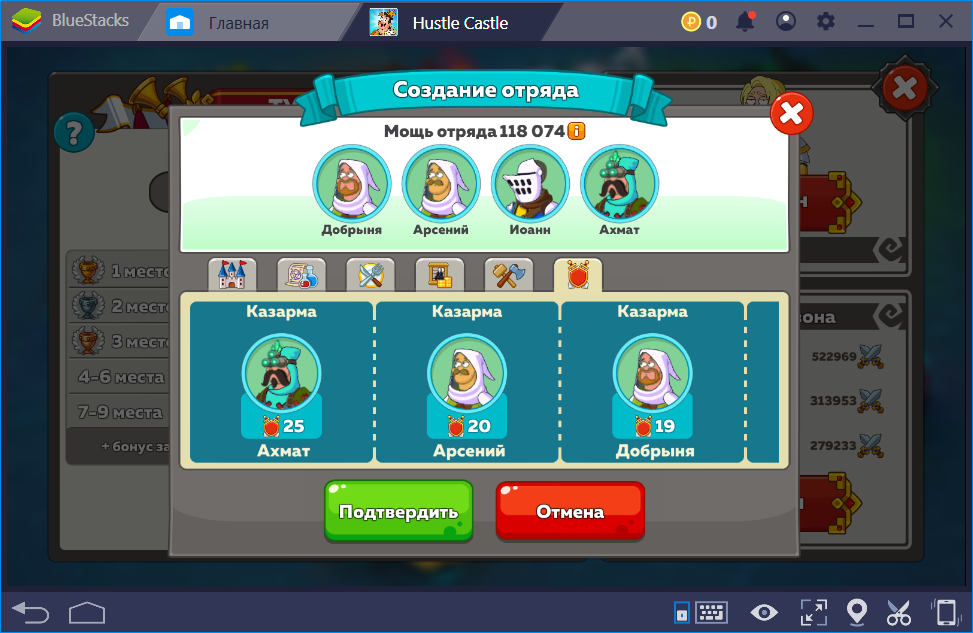 BlueStacks
Главная
Hustle Castle
0
Создание отряда
?
Мощь отряда 118 074 i
Добрыня
Арсений
Иоанн
Ахмат
1 место
2 место
3 место
4-6 места
7-9 места
+ бонус за
522969
313953
279233
Казарма
Казарма
Казарма
25
20
19
Ахмат
Арсений
Добрыня
Подтвердить
Отмена